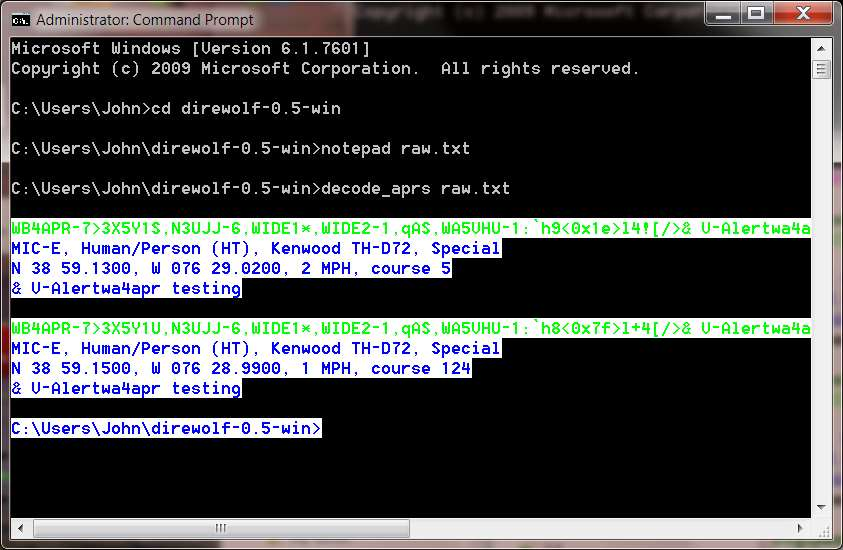 Administrator: Command Prompt
Microsoft Windows [Version 6.1.7601]
Copyright (c) 2009 Microsoft Corporation.  All rights reserved.
C:\Users\John>cd direwolf-0.5-win
C:\Users\John\direwolf-0.5-win>notepad raw.txt
C:\Users\John\direwolf-0.5-win>decode_aprs raw.txt
WB4APR-7>3X5Y1S,N3UJJ-6,WIDE1*,WIDE2-1,qAS,WA5VHU-1:`h9<0x1e>l4![/>& V-Alertwa4a
MIC-E, Human/Person (HT), Kenwood TH-D72, Special
N 38 59.1300, W 076 29.0200, 2 MPH, course 5
& V-Alertwa4apr testing
WB4APR-7>3X5Y1U,N3UJJ-6,WIDE1*,WIDE2-1,qAS,WA5VHU-1:`h8<0x7f>l+4[/>& V-Alertwa4a
MIC-E, Human/Person (HT), Kenwood TH-D72, Special
N 38 59.1500, W 076 28.9900, 1 MPH, course 124
& V-Alertwa4apr testing
C:\Users\John\direwolf-0.5-win>